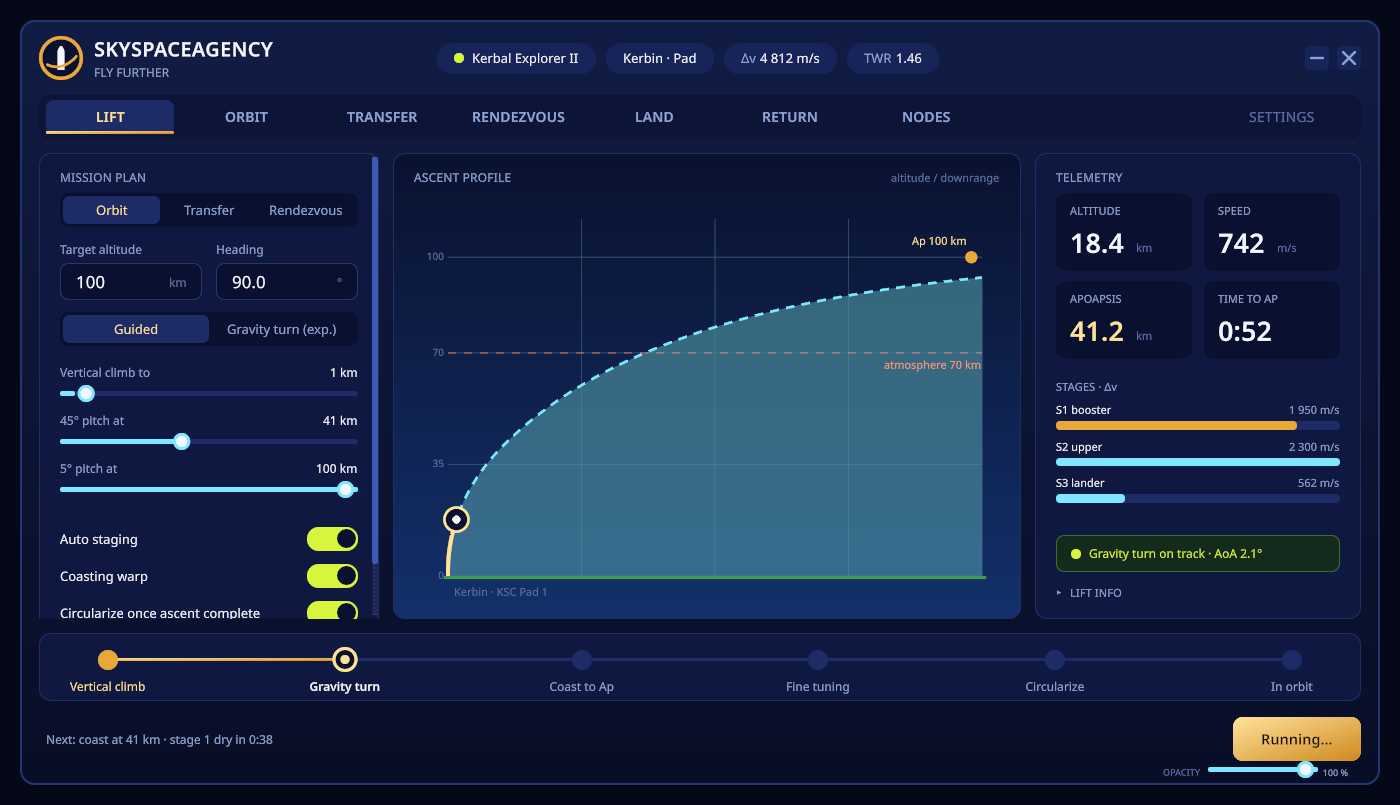 SKYSPACEAGENCY
FLY FURTHER
Kerbal Explorer II
Kerbin · Pad
Δv 4 812 m/s
TWR 1.46
LIFT
ORBIT
TRANSFER
RENDEZVOUS
LAND
RETURN
NODES
SETTINGS
MISSION PLAN
Orbit
Transfer
Rendezvous
Target altitude
Heading
100 km
90.0 °
Guided
Gravity turn (exp.)
Vertical climb to 1 km
45° pitch at 41 km
5° pitch at 100 km
Auto staging
Coasting warp
Circularize once ascent complete
ASCENT PROFILE
altitude / downrange
Ap 100 km
100
70
atmosphere 70 km
35
0
Kerbin · KSC Pad 1
TELEMETRY
ALTITUDE
18.4 km
SPEED
742 m/s
APOAPSIS
41.2 km
TIME TO AP
0:52
STAGES · Δv
S1 booster 1 950 m/s
S2 upper 2 300 m/s
S3 lander 562 m/s
Gravity turn on track · AoA 2.1°
LIFT INFO
Vertical climb
Gravity turn
Coast to Ap
Fine tuning
Circularize
In orbit
Next: coast at 41 km · stage 1 dry in 0:38
Running...
OPACITY 100 %